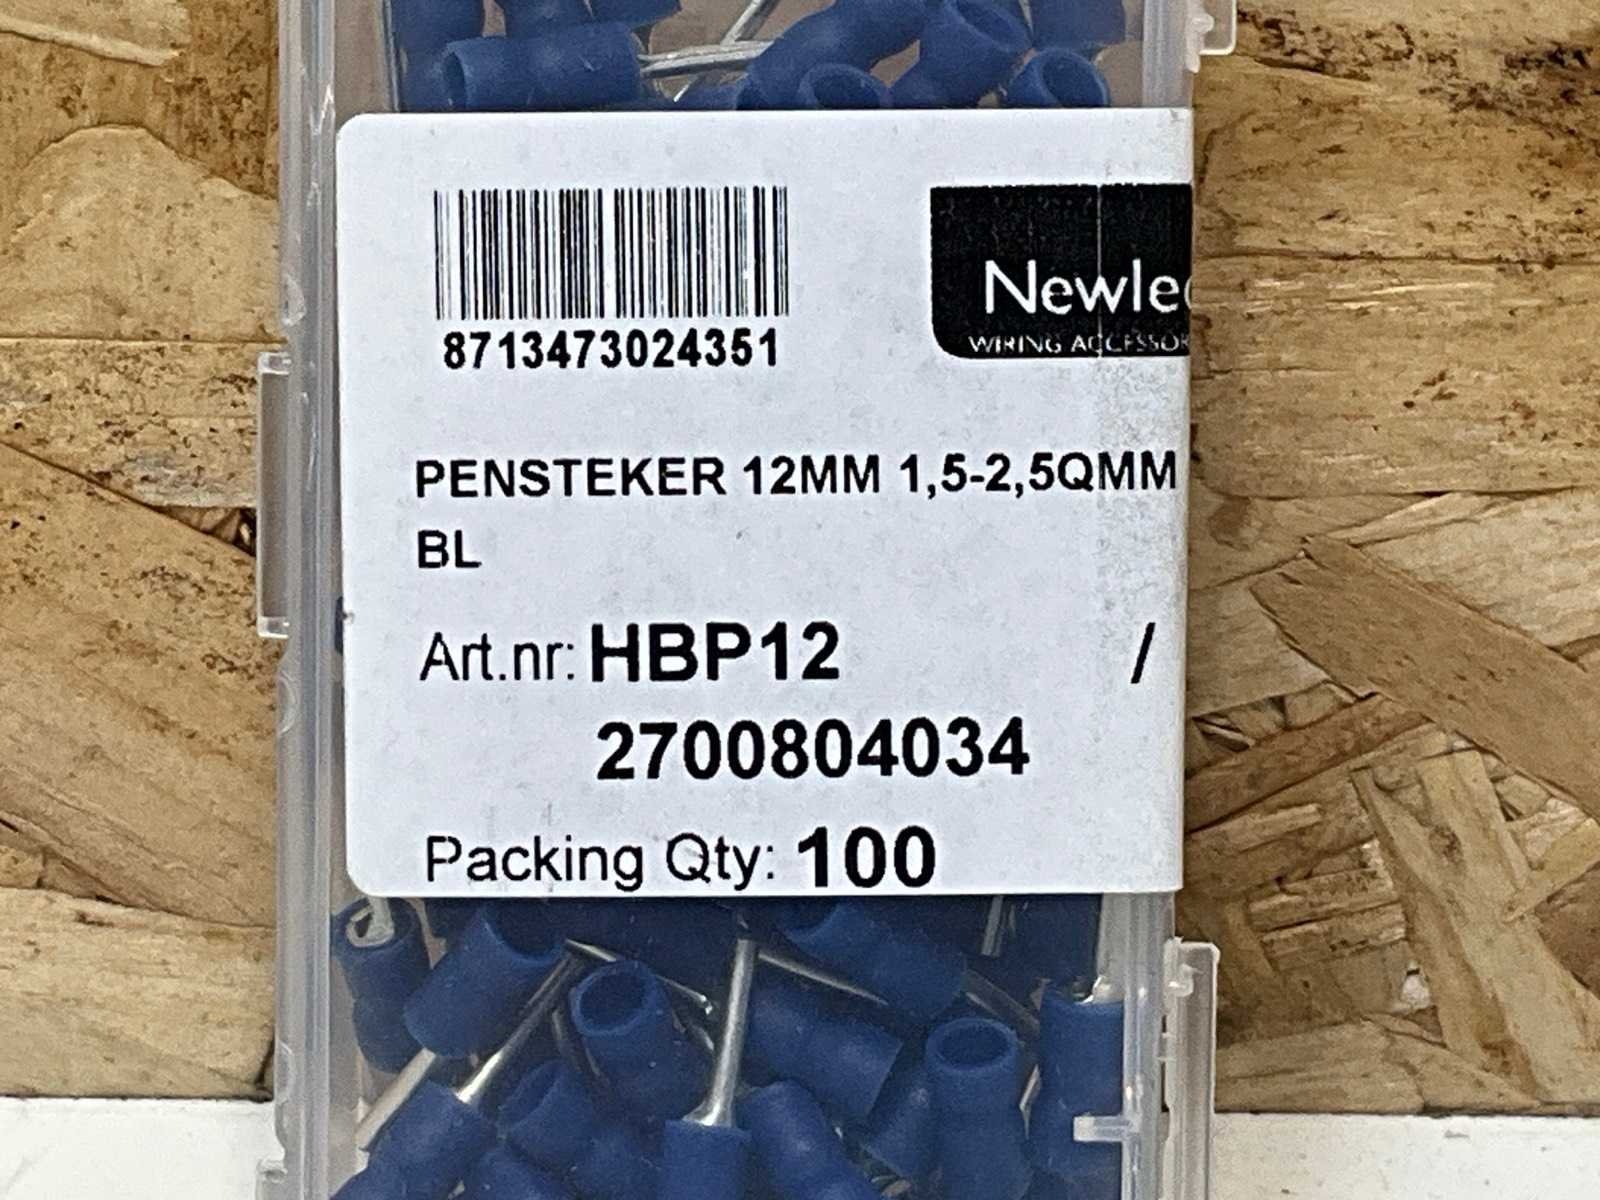 8713473024351
Newlec
WIRING ACCESSOR
PENSTEKER 12MM 1,5-2,5QMM
BL
Art.nr: HBP12 /
2700804034
Packing Qty: 100